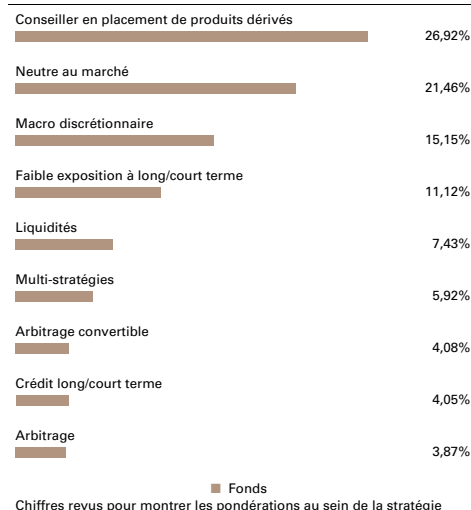 Conseiller en placement de produits dérivés
26,92%
Neutre au marché
21,46%
Macro discrétionnaire
15,15%
Faible exposition à long/court terme
11,12%
Liquidités
7,43%
Multi-stratégies
5,92%
Arbitrage convertible
4,08%
Crédit long/court terme
4,05%
Arbitrage
3,87%
Fonds
Chiffres revus pour montrer les pondérations au sein de la stratégie